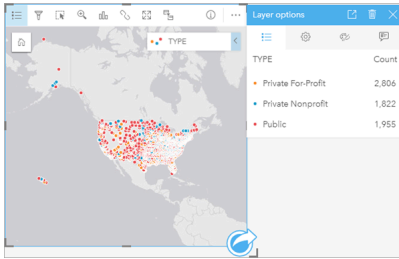 TYPE
Layer options
TYPE Count
Private For-Profit 2,806
Private Nonprofit 1,822
Public 1,955